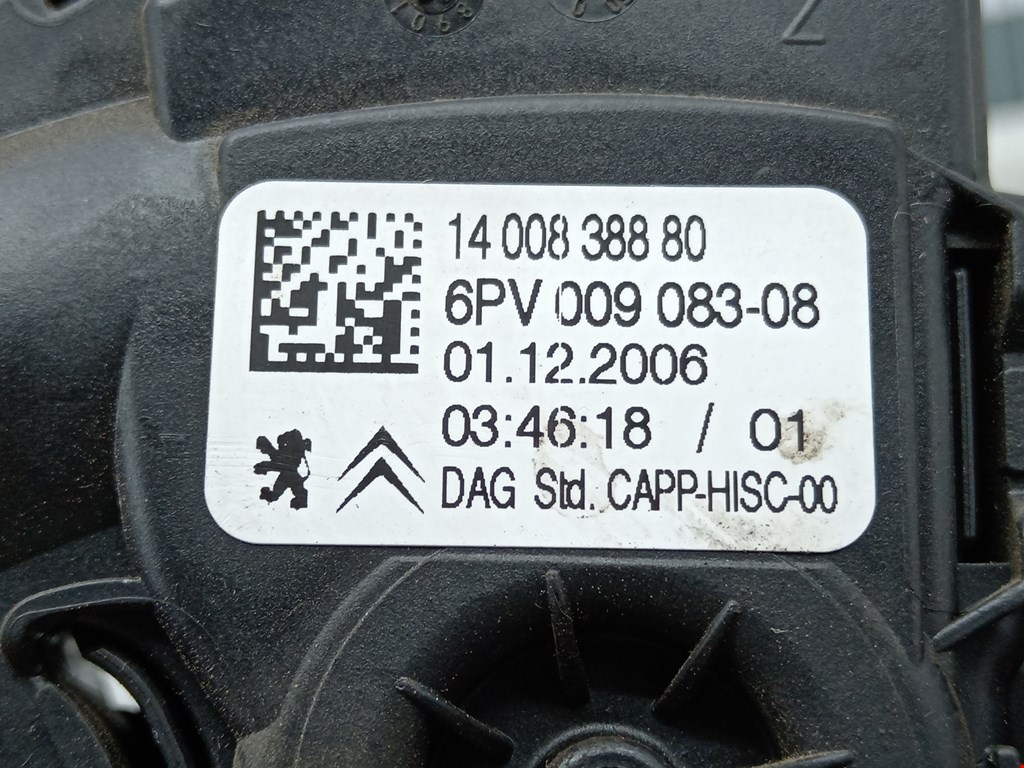 Z
14 008 388 80
6PV 009 083-08
01.12.2006
03:46:18 / 01
DAG Std. CAPP-HISC-00